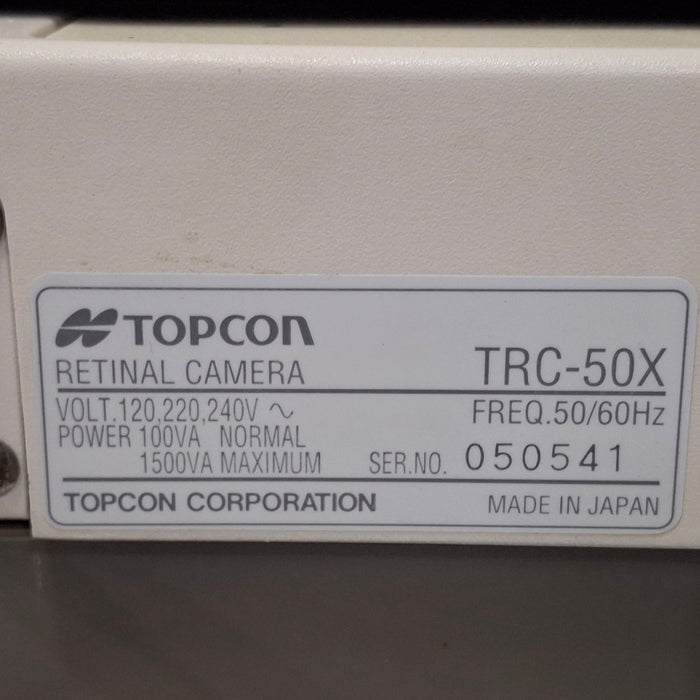 TOPCON
RETINAL CAMERA TRC-50X
VOLT.120,220,240V ~ FREQ.50/60Hz
POWER 100VA NORMAL
1500VA MAXIMUM SER.NO. 050541
TOPCON CORPORATION MADE IN JAPAN